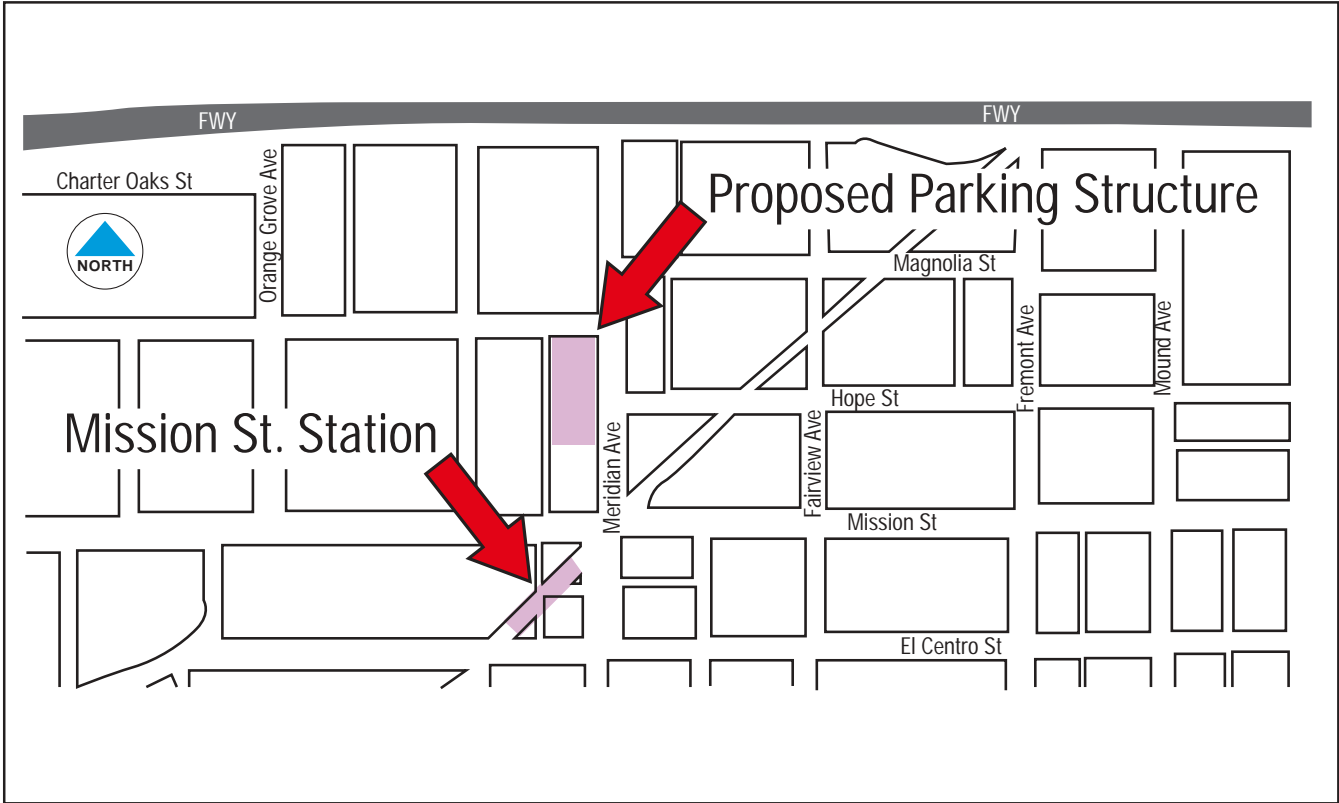 FWY
FWY
Charter Oaks St
Orange Grove Ave
Proposed Parking Structure
NORTH
Magnolia St
Fremont Ave
Mound Ave
Hope St
Mission St. Station
Meridian Ave
Fairview Ave
Mission St
El Centro St